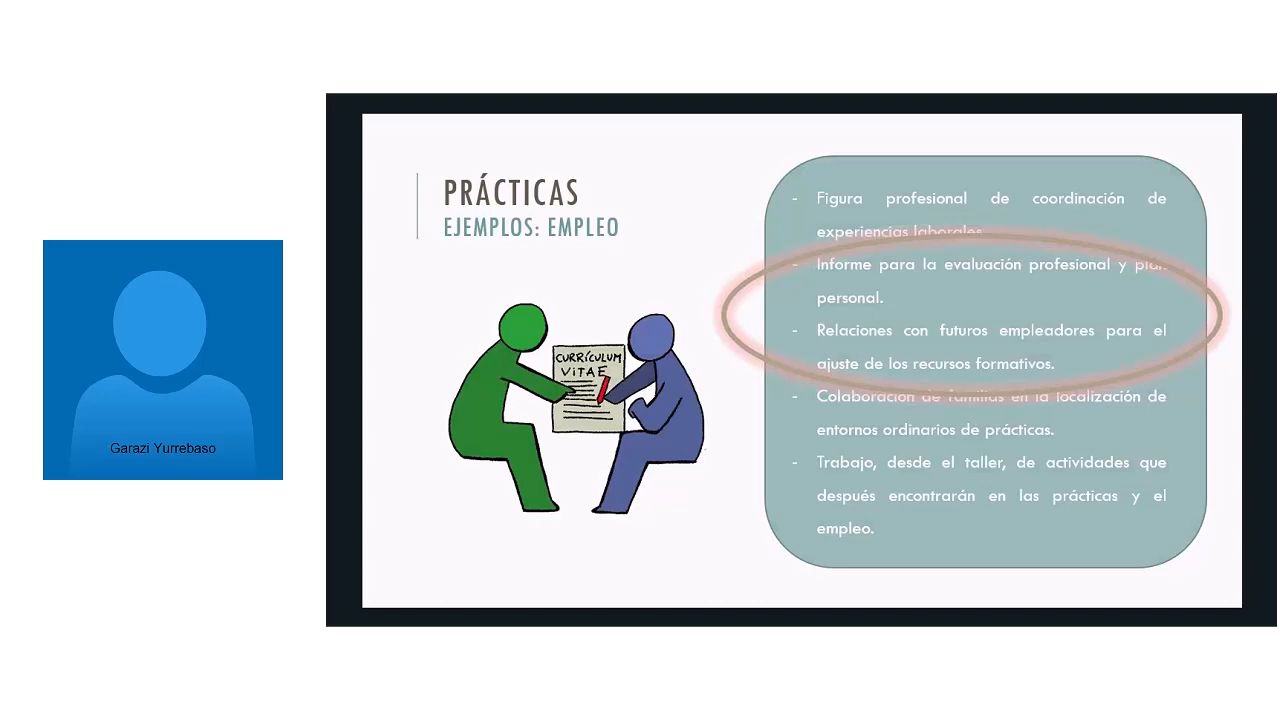 Garazi Yurrebaso
PRÁCTICAS
EJEMPLOS: EMPLEO
CURRÍCULUM
VITAE
- Figura profesional de coordinación de
experiencias laborales.
- Informe para la evaluación profesional y plan
personal.
- Relaciones con futuros empleadores para el
ajuste de los recursos formativos.
- Colaboración de familias en la localización de
entornos ordinarios de prácticas.
- Trabajo, desde el taller, de actividades que
después encontrarán en las prácticas y el
empleo.